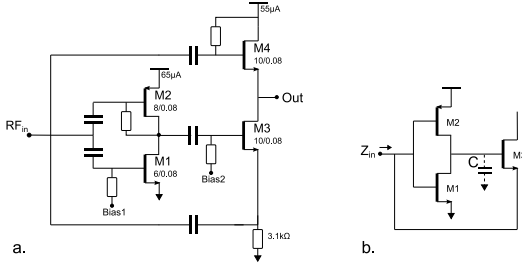 55µA
M4
10/0.08
65µA
M2
8/0.08
Out
RFin
M3
10/0.08
M1
6/0.08
Bias2
Bias1
3.1kΩ
a.
M2
Zin
C
M1
b.